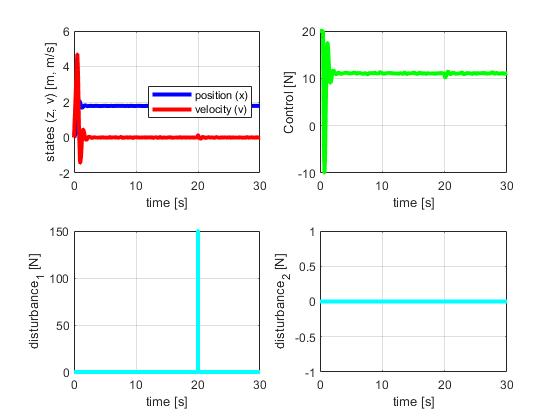 states (z, v) [m, m/s]
6
4
2
0
-2
position (x)
velocity (v)
0 10 20 30
time [s]
Control [N]
20
10
0
-10
0 10 20 30
time [s]
disturbance1 [N]
150
100
50
0
0 10 20 30
time [s]
disturbance2 [N]
1
0.5
0
-0.5
-1
0 10 20 30
time [s]